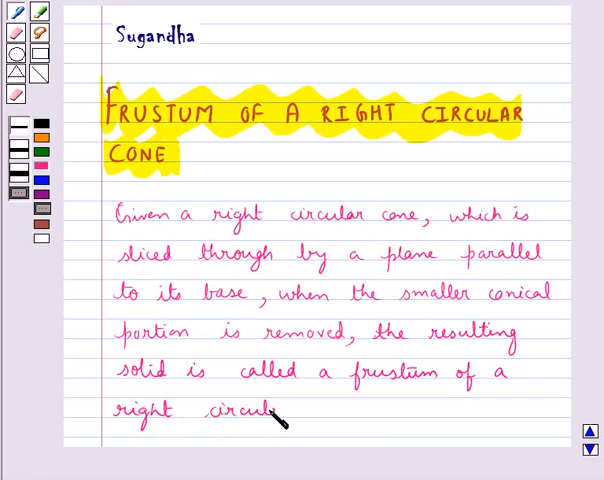 Sugandha
FRUSTUM OF A RIGHT CIRCULAR
CONE
Given a right circular cone, which is
sliced through by a plane parallel
to its base, when the smaller conical
portion is removed, the resulting
solid is called a frustum of a
right circul